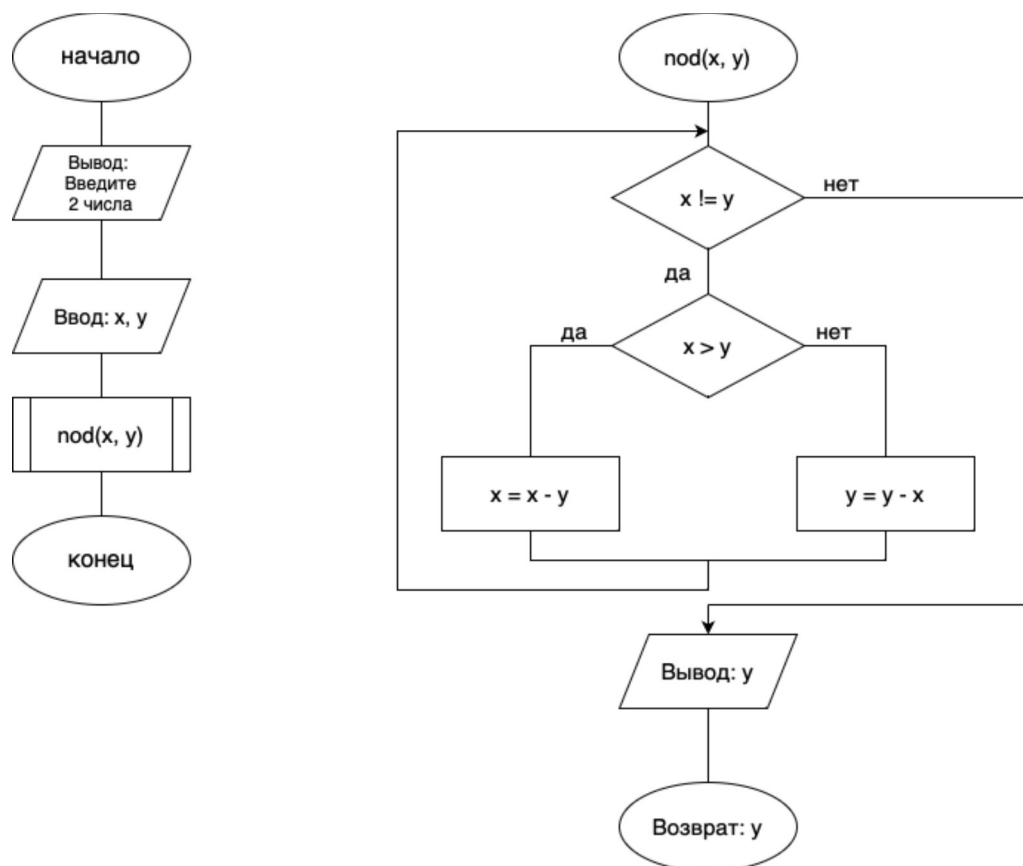 начало
Вывод:
Введите
2 числа
Ввод: x, y
nod(x, y)
конец
nod(x, y)
x != y
нет
да
x > y
да
нет
x = x - y
y = y - x
Вывод: y
Возврат: y